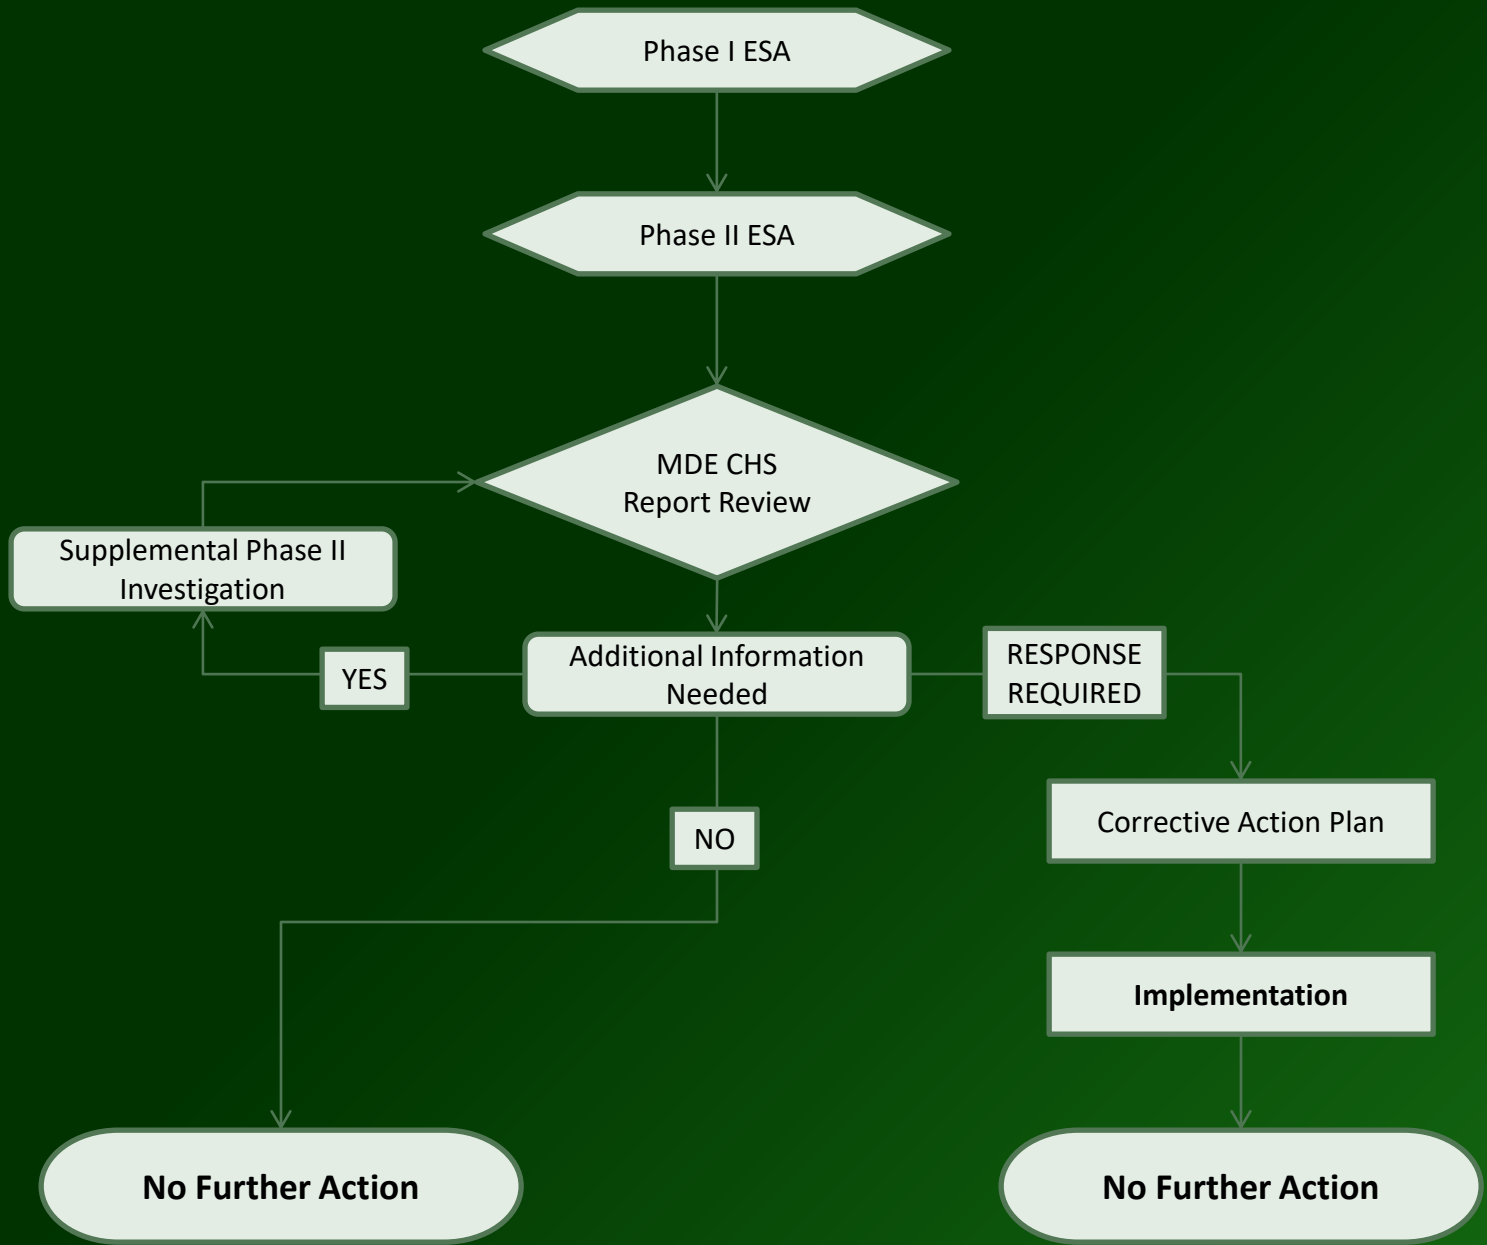 Phase I ESA
Phase II ESA
MDE CHS
Report Review
Supplemental Phase II
Investigation
YES
Additional Information
Needed
RESPONSE
REQUIRED
NO
Corrective Action Plan
Implementation
No Further Action
No Further Action